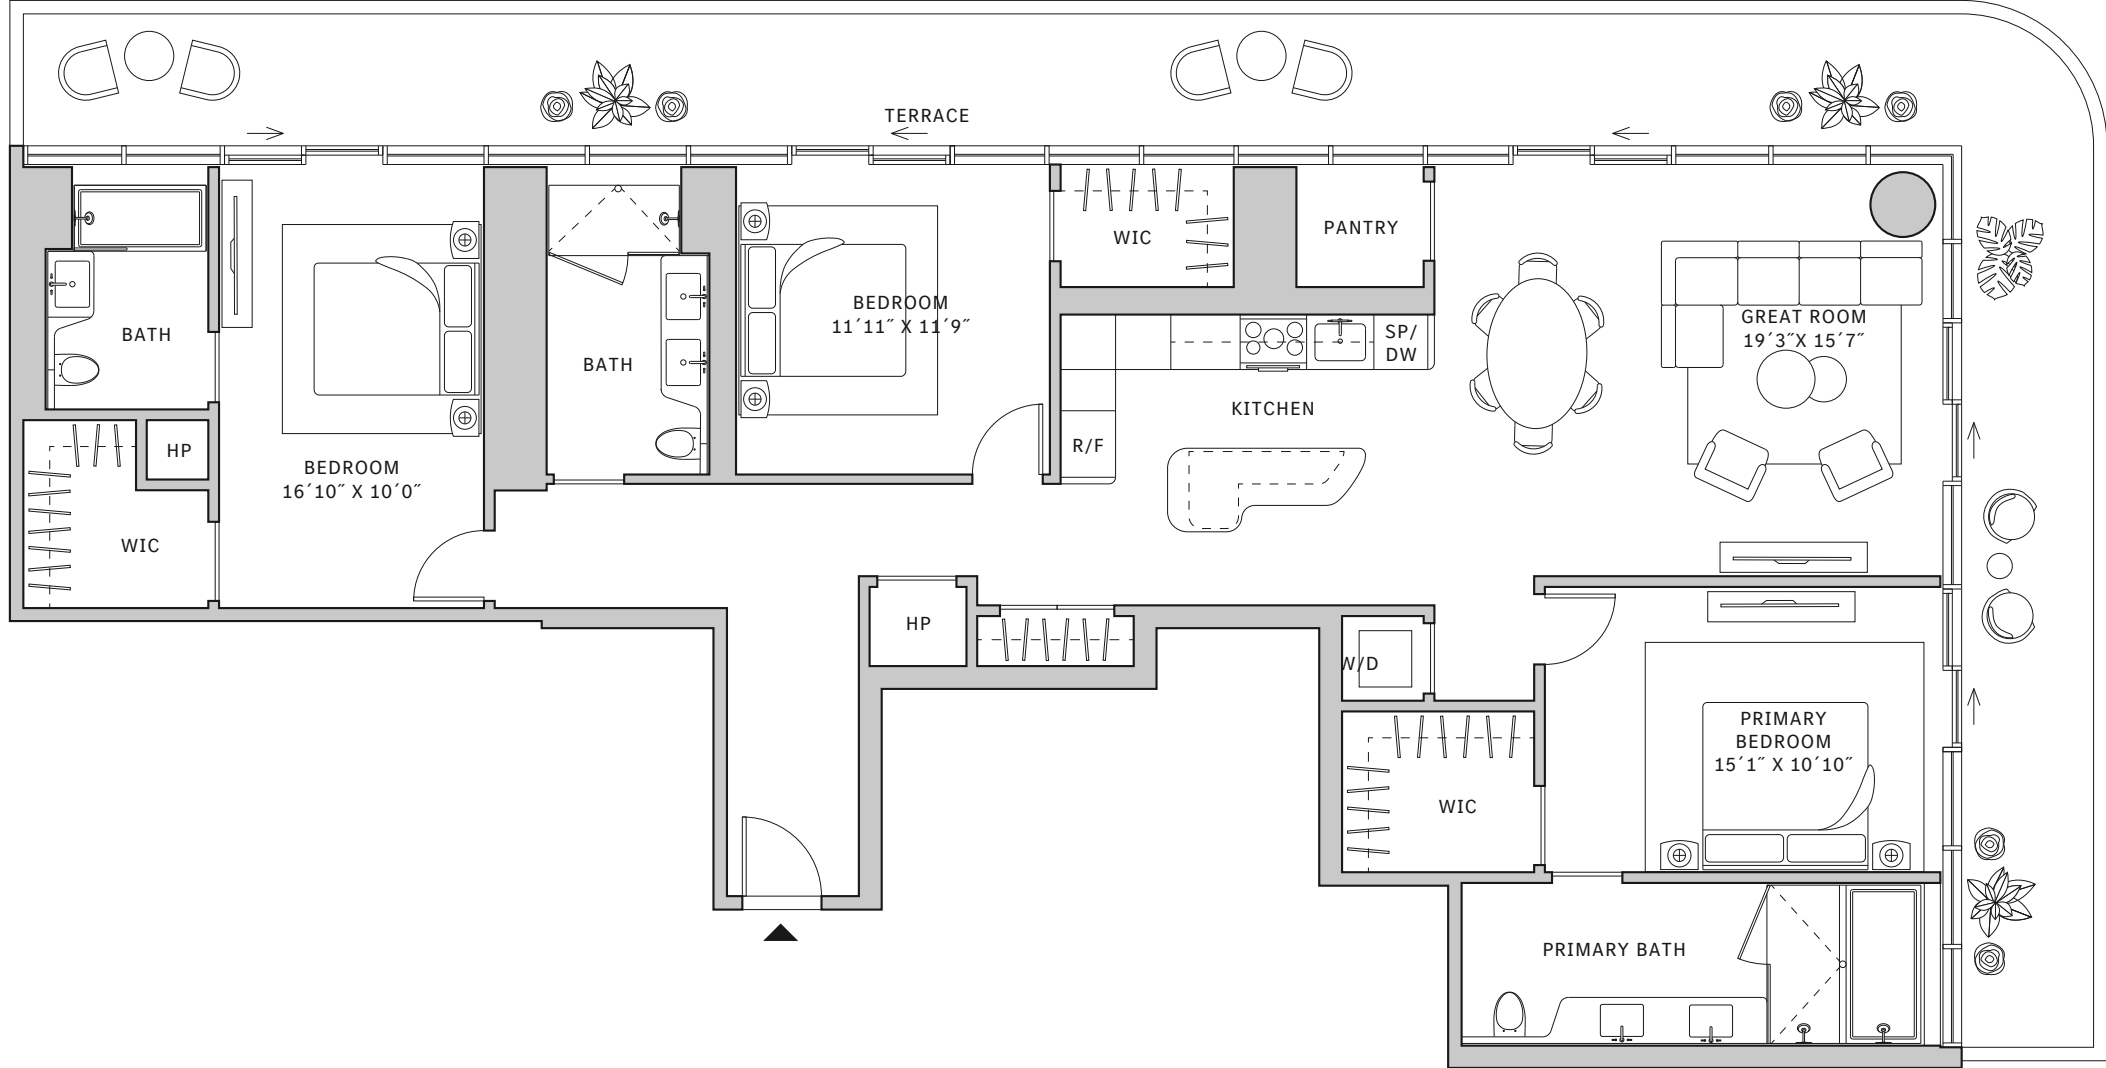 TERRACE
WIC
PANTRY
BEDROOM
11´11˝ X 11´9˝
GREAT ROOM
19´3˝X 15´7˝
BATH
SP/
DW
BATH
KITCHEN
R/F
HP
BEDROOM
16´10˝ X 10´0˝
WIC
HP
W/D
PRIMARY
BEDROOM
15´1˝ X 10´10˝
WIC
PRIMARY BATH